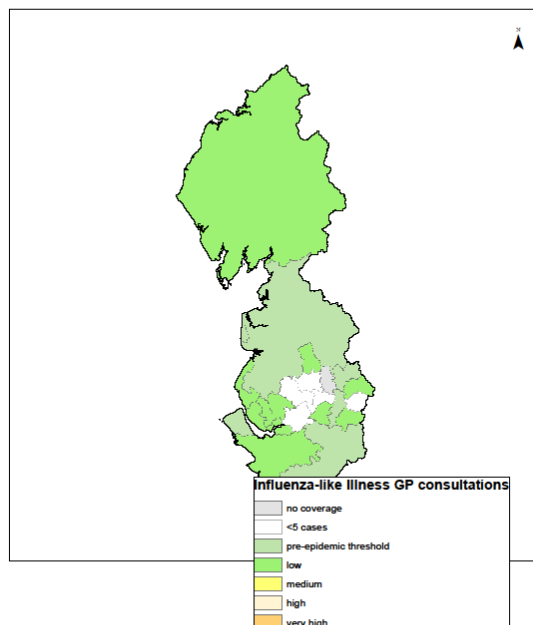 N
Influenza-like Illness GP consultations
no coverage
<5 cases
pre-epidemic threshold
low
medium
high
very high